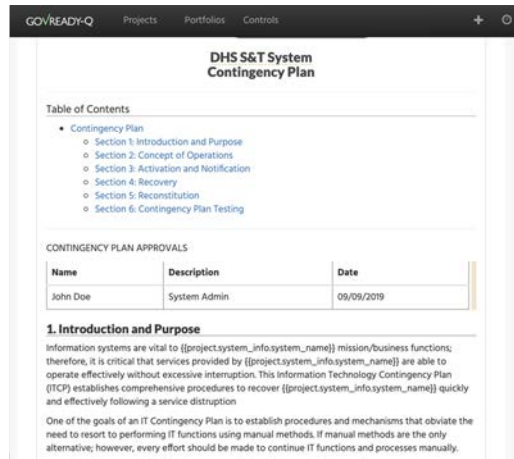 GOVREADY-Q Projects Portfolios Controls
DHS S&T System
Contingency Plan
Table of Contents
Contingency Plan
Section 1: Introduction and Purpose
Section 2: Concept of Operations
Section 3: Activation and Notification
Section 4: Recovery
Section 5: Reconstitution
Section 6: Contingency Plan Testing
CONTINGENCY PLAN APPROVALS
Name Description Date
John Doe System Admin 09/09/2019
1. Introduction and Purpose
Information systems are vital to {{project.system_info.system_name}} mission/business functions;
therefore, it is critical that services provided by {{project.system_info.system_name}} are able to
operate effectively without excessive interruption. This Information Technology Contingency Plan
(ITCP) establishes comprehensive procedures to recover {{project.system_info.system_name}} quickly
and effectively following a service distruption
One of the goals of an IT Contingency Plan is to establish procedures and mechanisms that obviate the
need to resort to performing IT functions using manual methods. If manual methods are the only
alternative; however, every effort should be made to continue IT functions and processes manually.